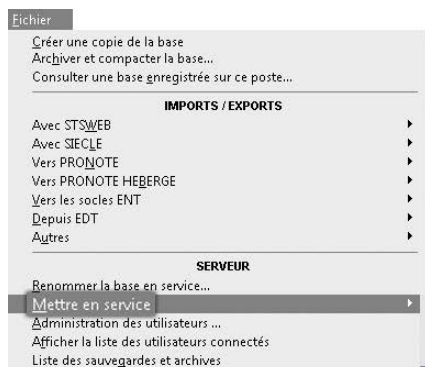 Fichier
Créer une copie de la base
Archiver et compacter la base...
Consulter une base enregistrée sur ce poste...
IMPORTS / EXPORTS
Avec STSWEB
Avec SIECLE
Vers PRONOTE
Vers PRONOTE HEBERGE
Vers les socles ENT
Depuis EDT
Autres
SERVEUR
Renommer la base en service...
Mettre en service
Administration des utilisateurs ...
Afficher la liste des utilisateurs connectés
Liste des sauvegardes et archives